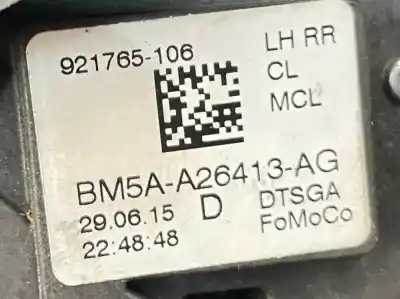 921765-106 LH RR
CL
MCL
BM5A-A26413-AG
29.06.15 D DTSGA
22:48:48 FoMoCo